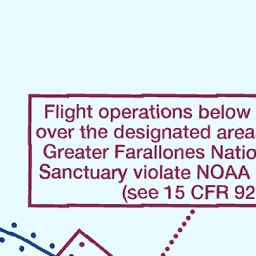 Flight operations below
over the designated area
Greater Farallones Natio
Sanctuary violate NOAA
(see 15 CFR 92